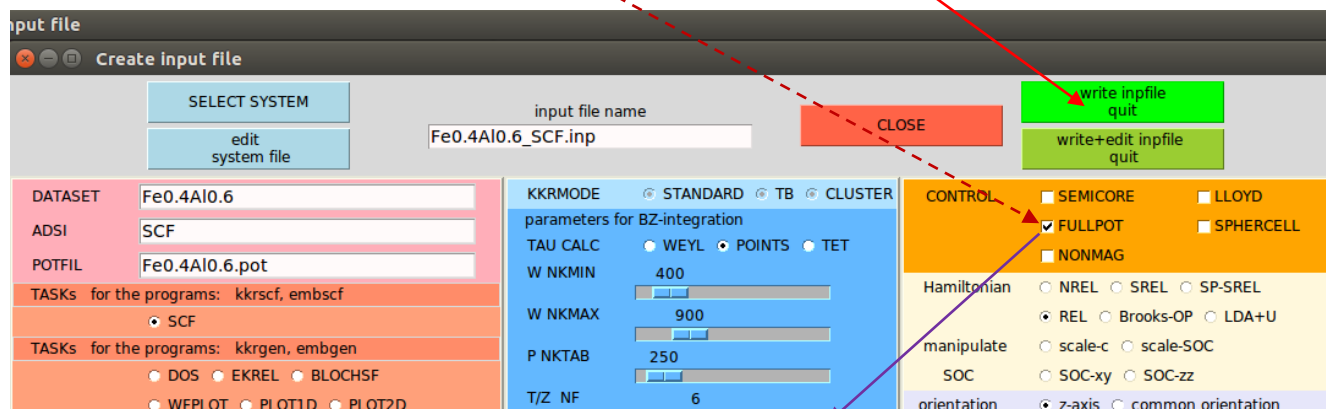 nput file
Create input file
SELECT SYSTEM
edit
system file
input file name
Fe0.4Al0.6_SCF.inp
CLOSE
write inpfile
quit
write+edit inpfile
quit
DATASET Fe0.4Al0.6
ADSI SCF
POTFIL Fe0.4Al0.6.pot
TASKs for the programs: kkrscf, embscf
SCF
TASKs for the programs: kkrgen, embgen
DOS EKREL BLOCHSF
WFPLOT PLOT1D PLOT2D
KKRMODE STANDARD TB CLUSTER
parameters for BZ-integration
TAU CALC WEYL POINTS TET
W NKMIN 400
W NKMAX 900
P NKTAB 250
T/Z NF 6
CONTROL SEMICORE LLOYD
FULLPOT SPHERCELL
NONMAG
Hamiltonian NREL SREL SP-SREL
REL Brooks-OP LDA+U
manipulate scale-c scale-SOC
SOC SOC-xy SOC-zz
orientation z-axis common orientation